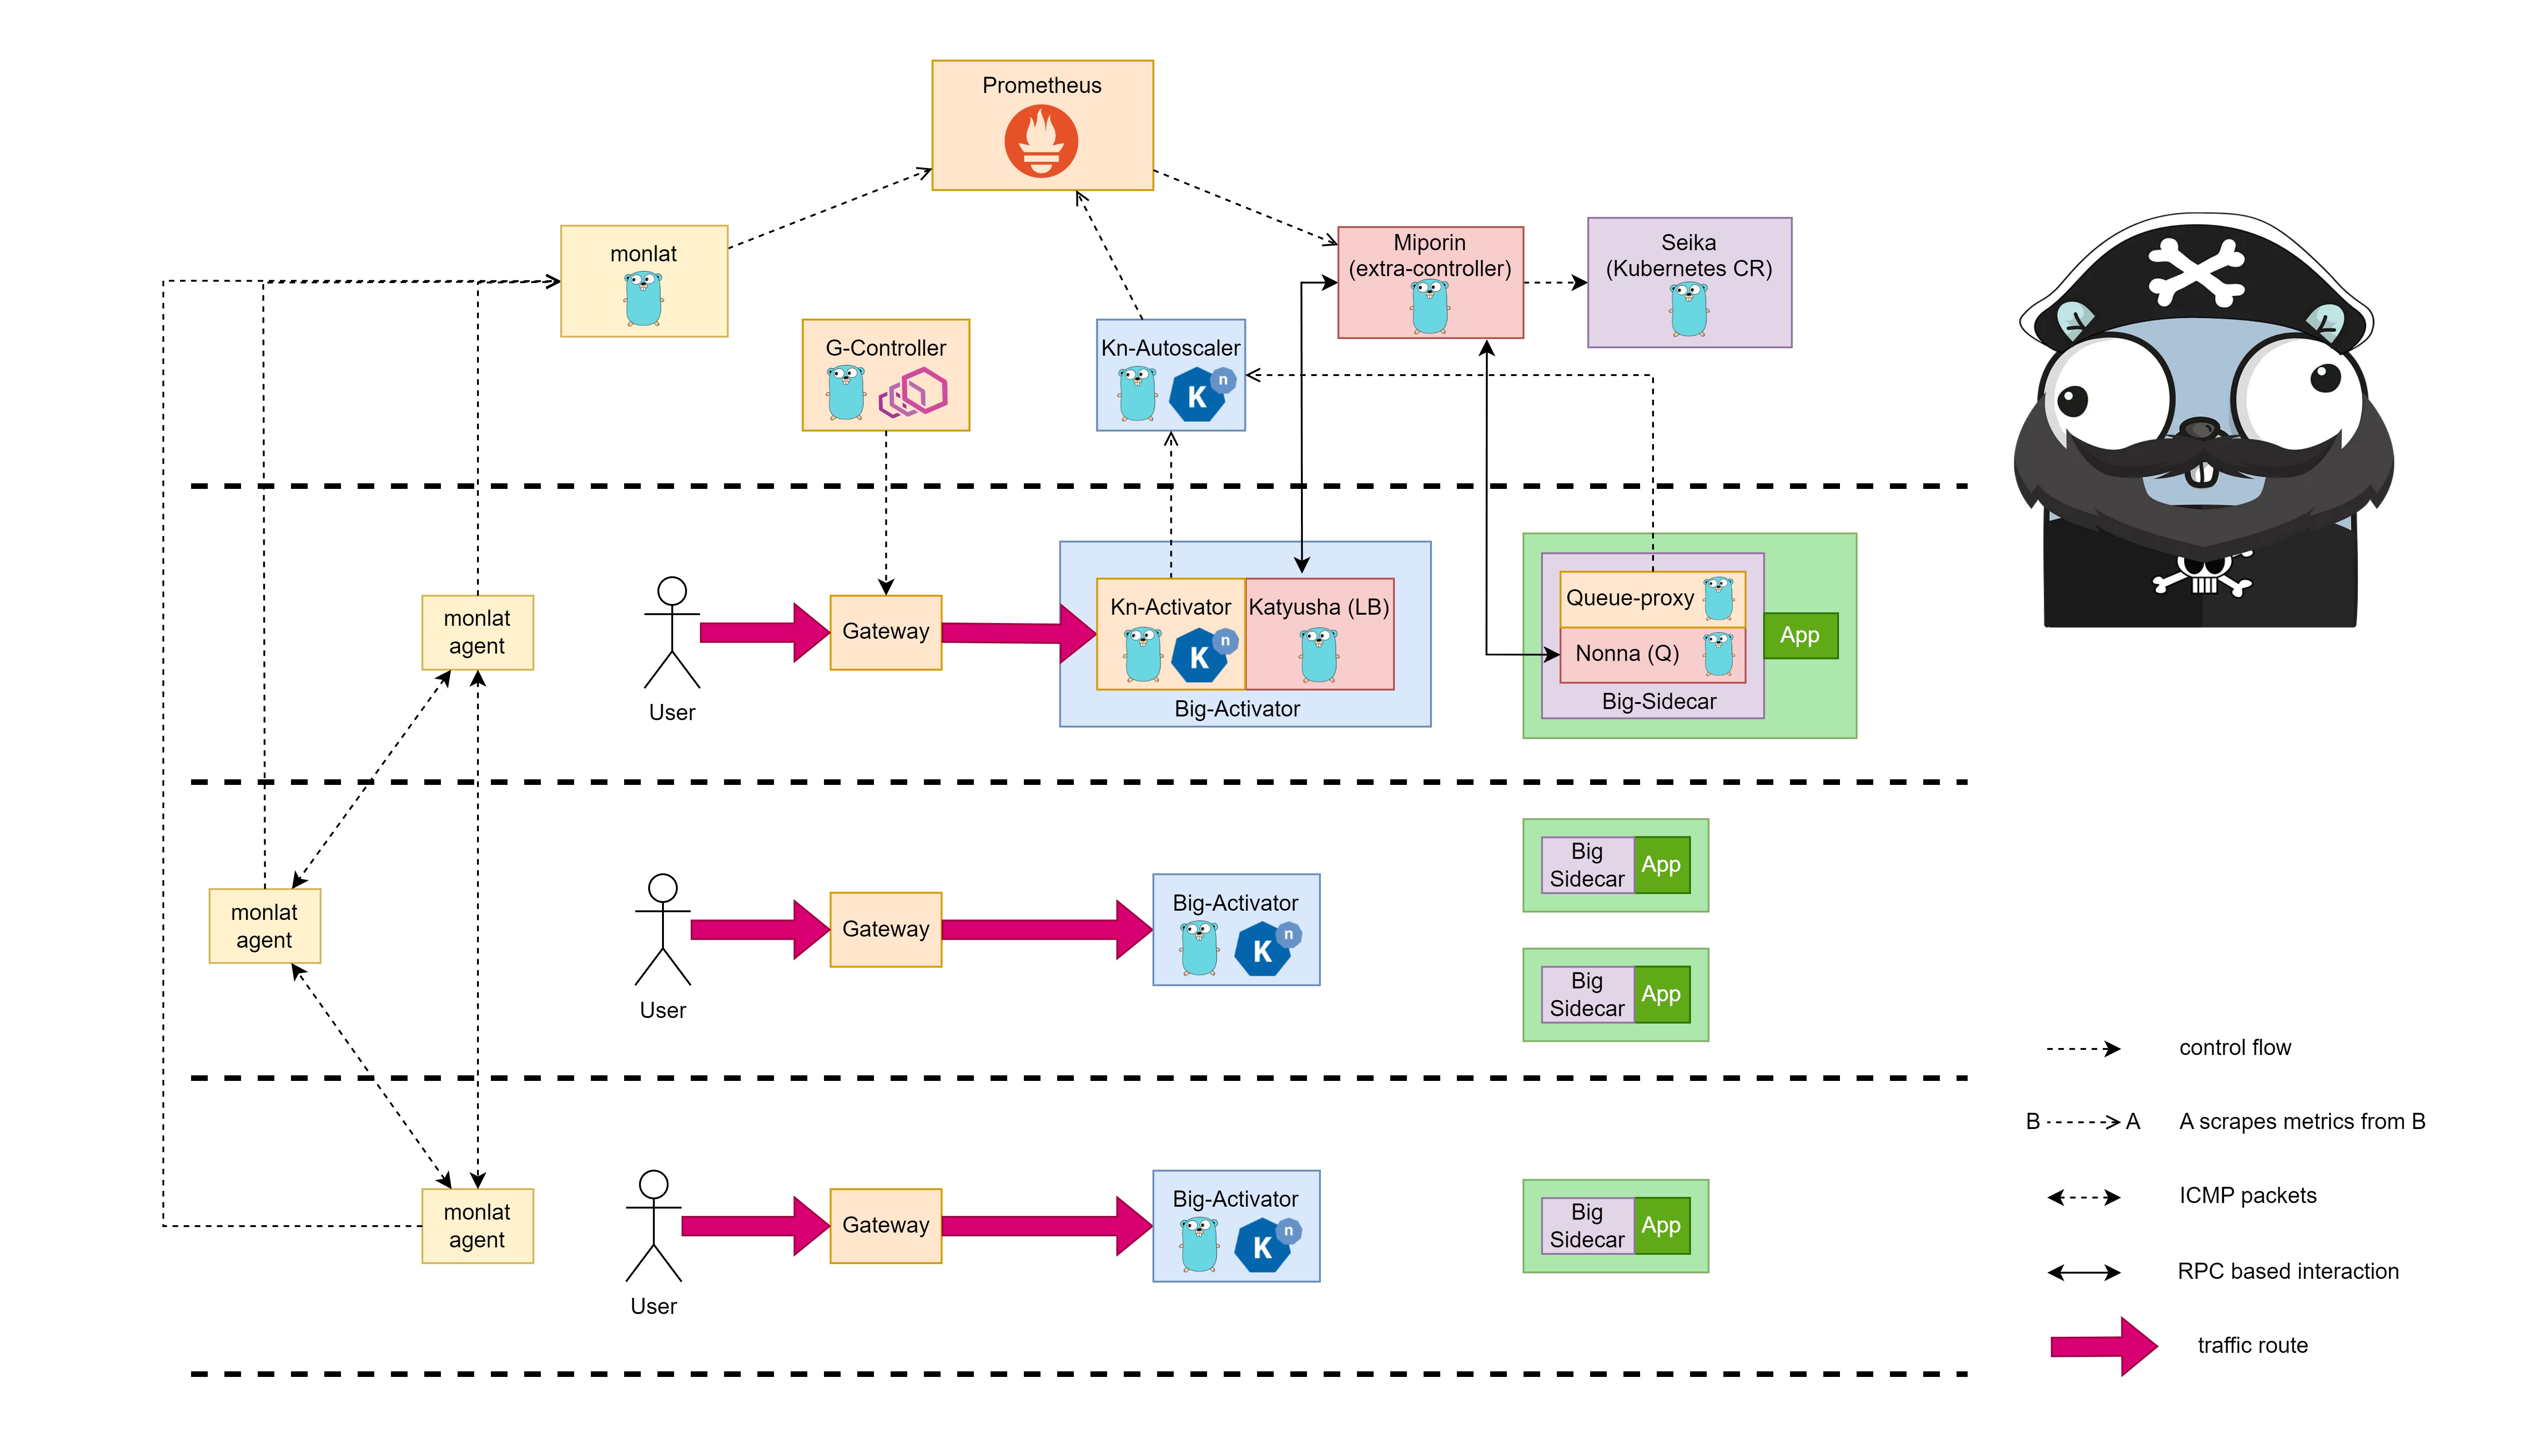 Prometheus
monlat
Miporin
(extra-controller)
Seika
(Kubernetes CR)
G-Controller
Kn-Autoscaler
K
n
monlat
agent
User
Gateway
Kn-Activator
K
n
Katyusha (LB)
Big-Activator
Queue-proxy
Nonna (Q)
Big-Sidecar
App
monlat
agent
User
Gateway
Big-Activator
K
n
Big
Sidecar
App
Big
Sidecar
App
monlat
agent
User
Gateway
Big-Activator
K
n
Big
Sidecar
App
control flow
B
A
A scrapes metrics from B
ICMP packets
RPC based interaction
traffic route